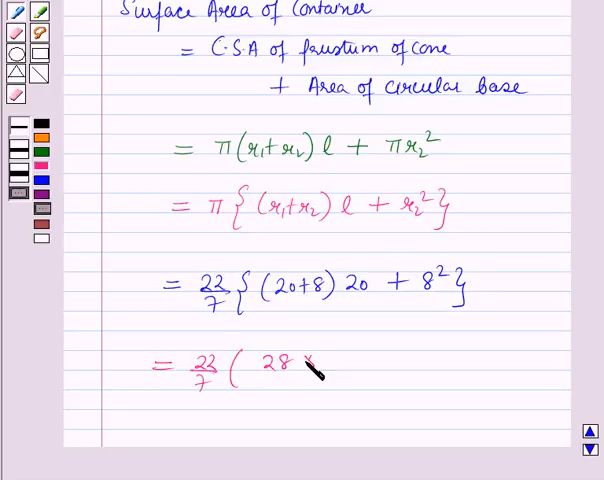 Surface Area of Container
= C.S.A of frustum of cone
+ Area of circular base
= π(r₁+r₂) l + πr₂²
= π{(r₁+r₂) l + r₂²}
= 22/7 {(20+8) 20 + 8²}
= 22/7 ( 28